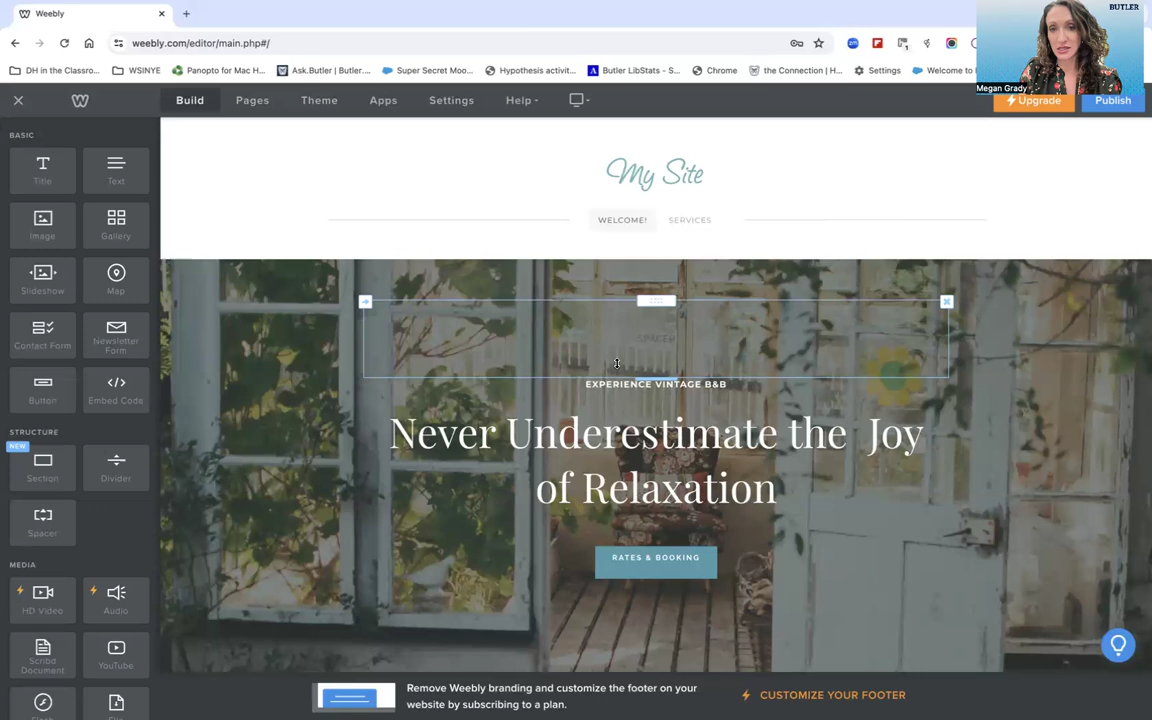 Weebly
BUTLER
weebly.com/editor/main.php#/
DH in the Classro...
WSINYE
Panopto for Mac H...
Ask.Butler | Butler....
Super Secret Moo...
Hypothesis activit...
Butler LibStats - S...
Chrome
the Connection | H...
Settings
Welcome to
Megan Grady
Build
Pages
Theme
Apps
Settings
Help
Upgrade
Publish
BASIC
Title
Text
Image
Gallery
Slideshow
Map
Contact Form
Newsletter
Form
Button
Embed Code
STRUCTURE
NEW
Section
Divider
Spacer
MEDIA
HD Video
Audio
Scribd
Document
YouTube
My Site
WELCOME!
SERVICES
SPACER
EXPERIENCE VINTAGE B&B
Never Underestimate the Joy
of Relaxation
RATES & BOOKING
Remove Weebly branding and customize the footer on your
website by subscribing to a plan.
CUSTOMIZE YOUR FOOTER